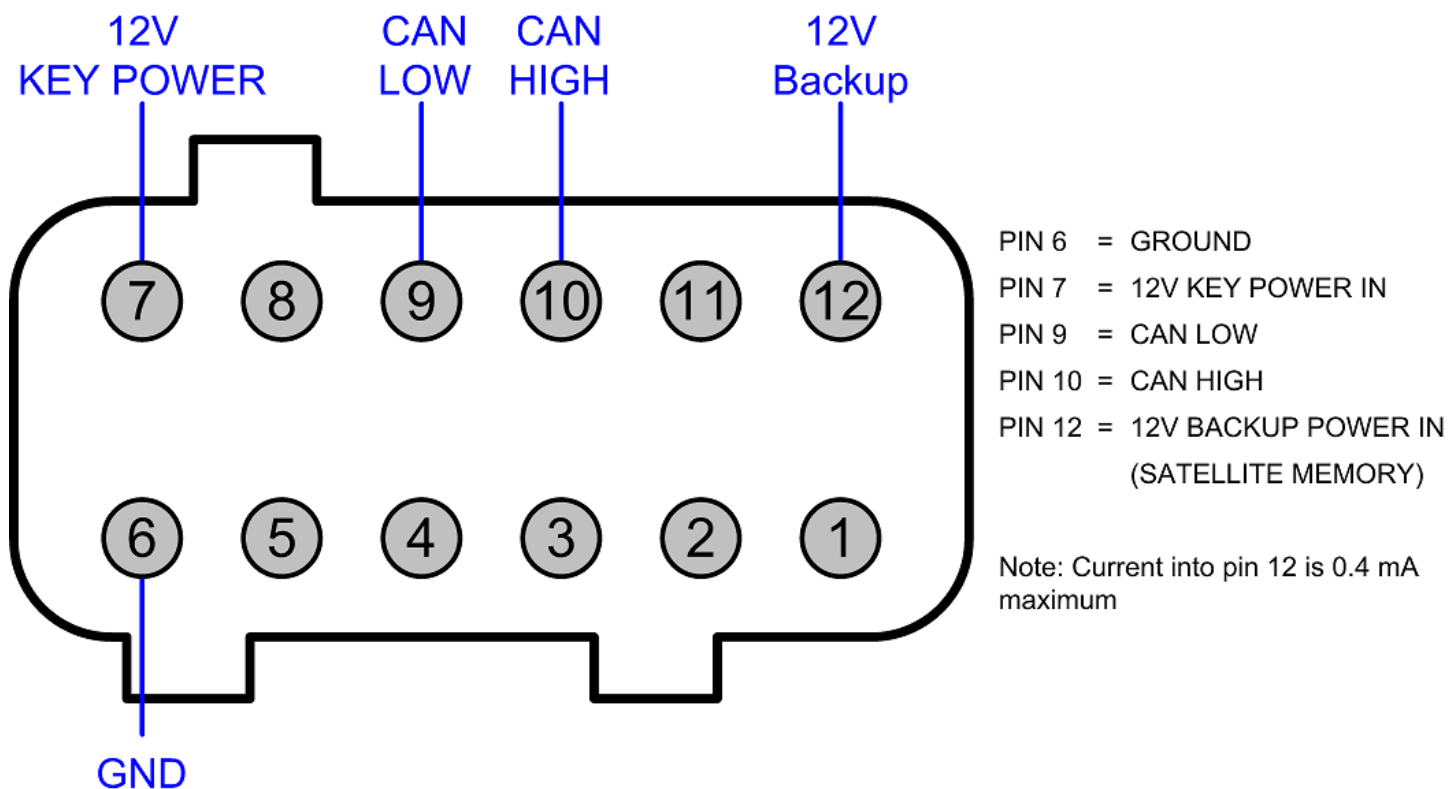 12V
KEY POWER
CAN
LOW
CAN
HIGH
12V
Backup
7 8 9 10 11 12
6 5 4 3 2 1
GND
PIN 6 = GROUND
PIN 7 = 12V KEY POWER IN
PIN 9 = CAN LOW
PIN 10 = CAN HIGH
PIN 12 = 12V BACKUP POWER IN
(SATELLITE MEMORY)
Note: Current into pin 12 is 0.4 mA
maximum